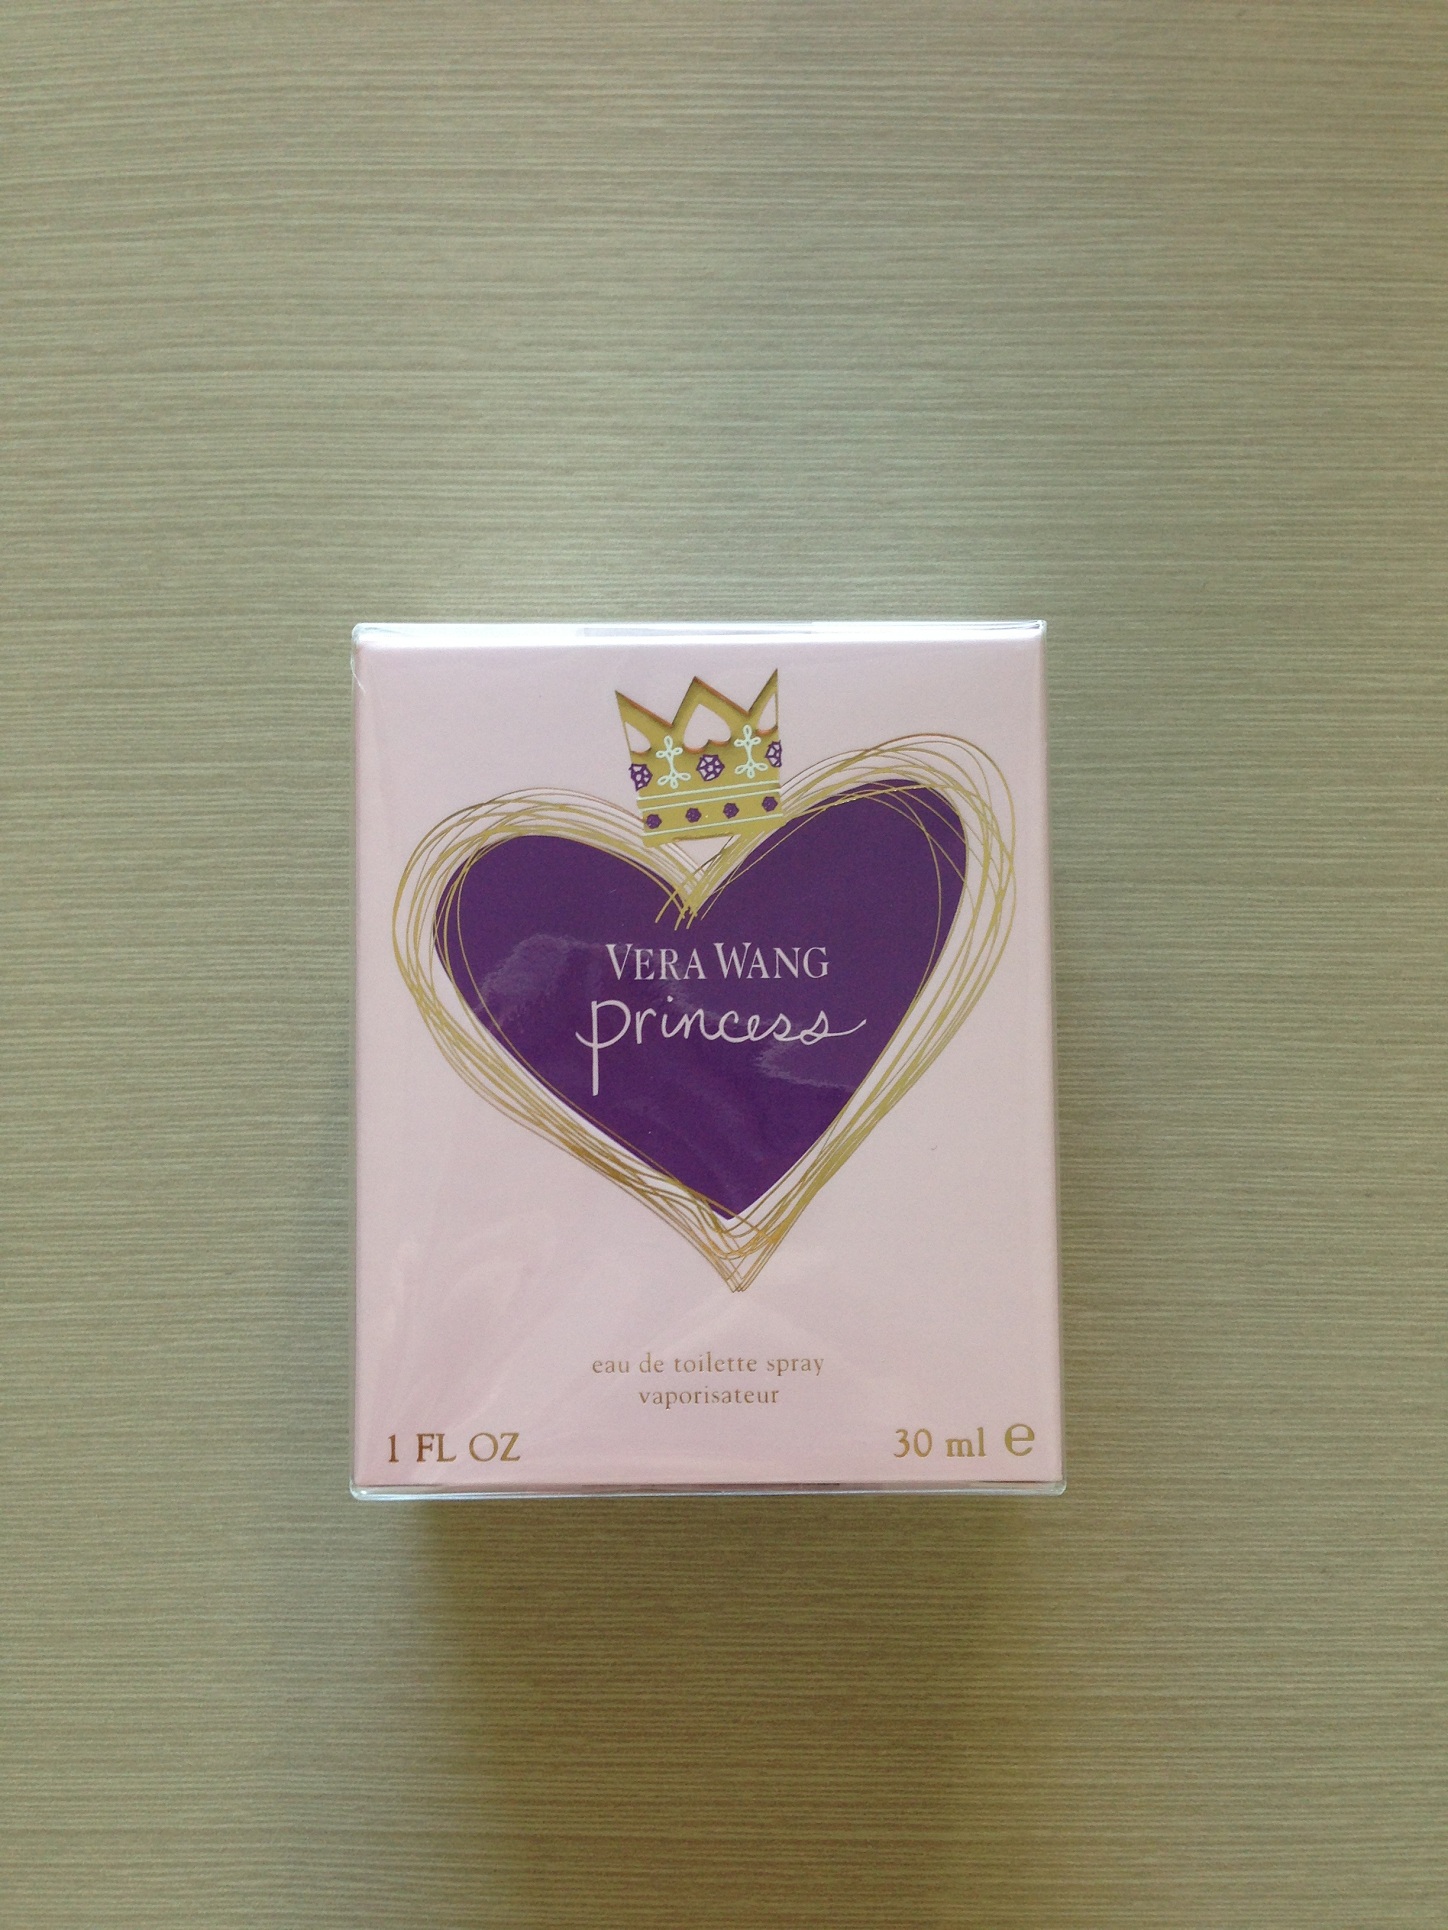 VERA WANG
princess
eau de toilette spray
vaporisateur
1 FL OZ
30 ml ℮